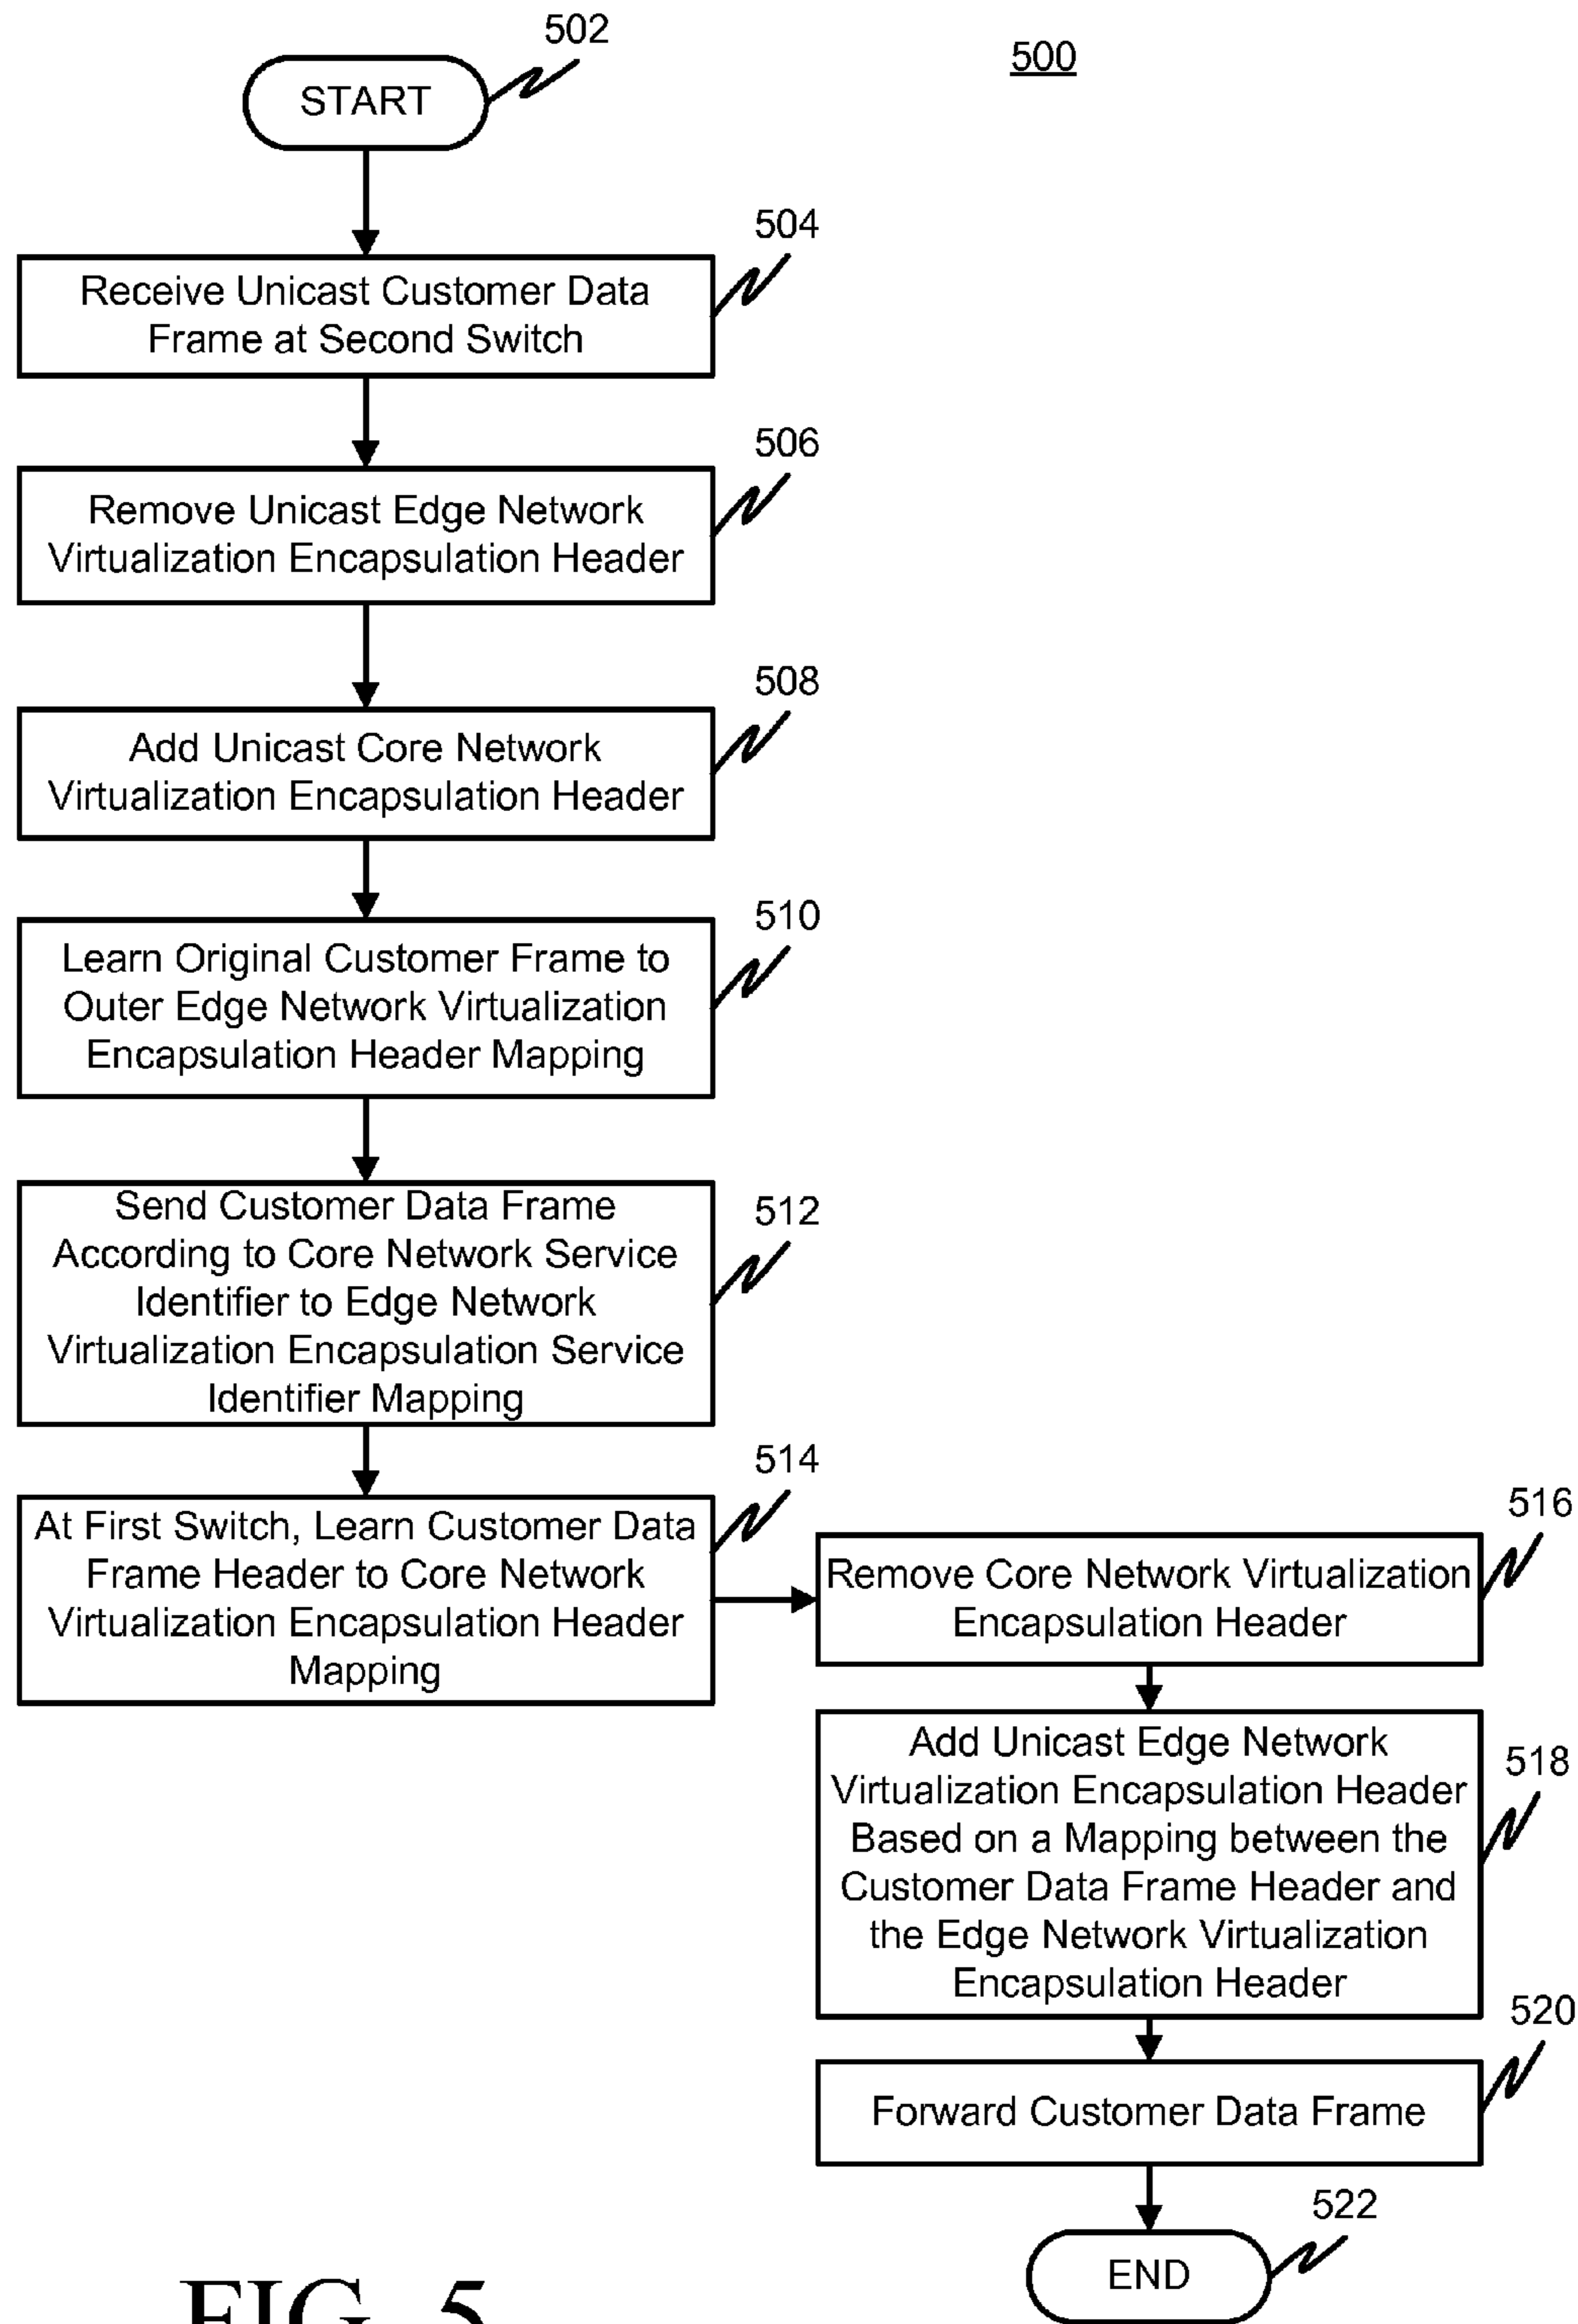 502
500
START
504
Receive Unicast Customer Data
Frame at Second Switch
506
Remove Unicast Edge Network
Virtualization Encapsulation Header
508
Add Unicast Core Network
Virtualization Encapsulation Header
510
Learn Original Customer Frame to
Outer Edge Network Virtualization
Encapsulation Header Mapping
512
Send Customer Data Frame
According to Core Network Service
Identifier to Edge Network
Virtualization Encapsulation Service
Identifier Mapping
514
At First Switch, Learn Customer Data
Frame Header to Core Network
Virtualization Encapsulation Header
Mapping
516
Remove Core Network Virtualization
Encapsulation Header
518
Add Unicast Edge Network
Virtualization Encapsulation Header
Based on a Mapping between the
Customer Data Frame Header and
the Edge Network Virtualization
Encapsulation Header
520
Forward Customer Data Frame
522
END
FIG. 5